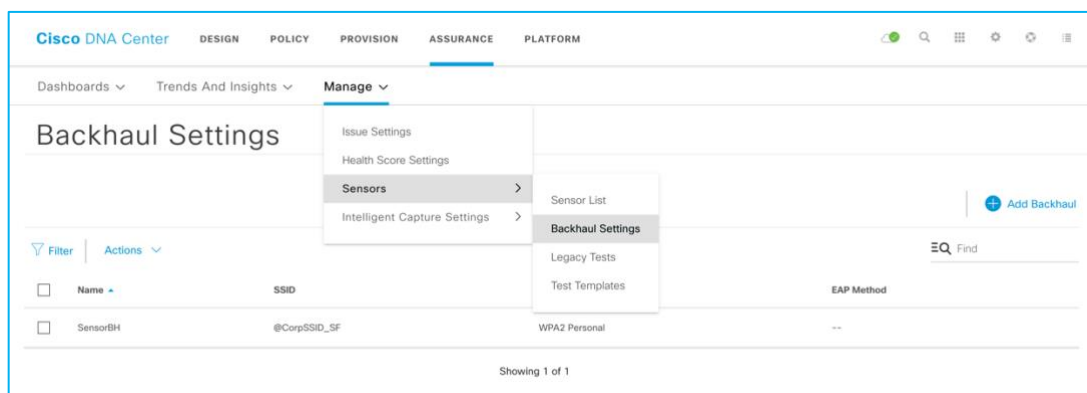 Cisco DNA Center DESIGN POLICY PROVISION ASSURANCE PLATFORM
Dashboards Trends And Insights Manage
Backhaul Settings
Issue Settings
Health Score Settings
Sensors
Intelligent Capture Settings
Sensor List
Backhaul Settings
Legacy Tests
Test Templates
Add Backhaul
Filter Actions Find
Name SSID EAP Method
SensorBH @CorpSSID_SF WPA2 Personal --
Showing 1 of 1